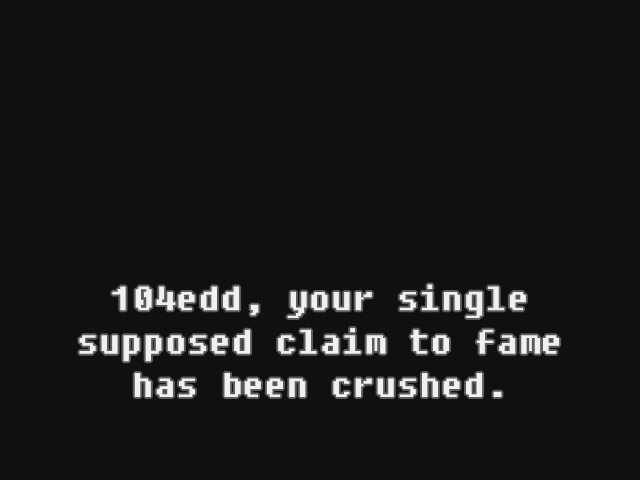 104edd, your single
supposed claim to fame
has been crushed.